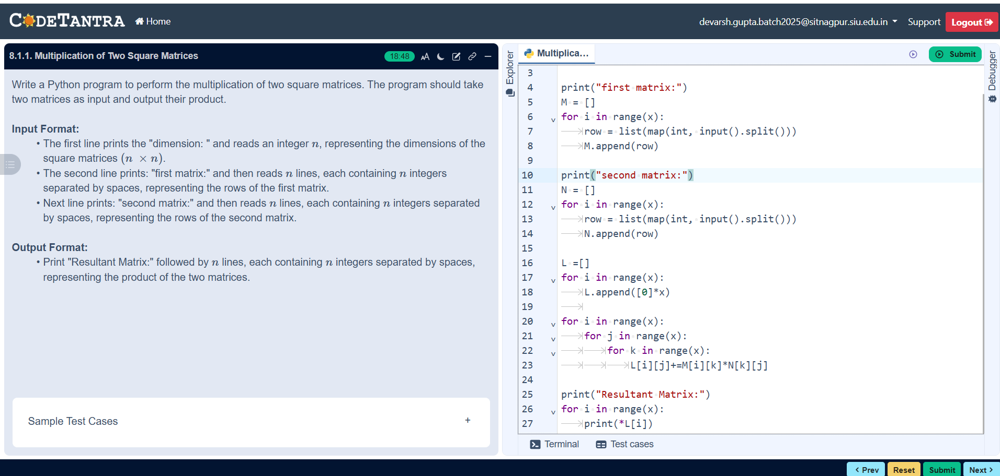 CODETANTRA Home
devarsh.gupta.batch2025@sitnagpur.siu.edu.in Support Logout
8.1.1. Multiplication of Two Square Matrices 18:48 AA
Write a Python program to perform the multiplication of two square matrices. The program should take
two matrices as input and output their product.
Input Format:
• The first line prints the "dimension: " and reads an integer n, representing the dimensions of the
square matrices (n × n).
• The second line prints: "first matrix:" and then reads n lines, each containing n integers
separated by spaces, representing the rows of the first matrix.
• Next line prints: "second matrix:" and then reads n lines, each containing n integers separated
by spaces, representing the rows of the second matrix.
Output Format:
• Print "Resultant Matrix:" followed by n lines, each containing n integers separated by spaces,
representing the product of the two matrices.
Sample Test Cases +
Explorer
Multiplica...
Submit
Debugger
3
4 print("first matrix:")
5 M = []
6 for i in range(x):
7 row = list(map(int, input().split()))
8 M.append(row)
9
10 print("second matrix:")
11 N = []
12 for i in range(x):
13 row = list(map(int, input().split()))
14 N.append(row)
15
16 L =[]
17 for i in range(x):
18 L.append([0]*x)
19
20 for i in range(x):
21 for j in range(x):
22 for k in range(x):
23 L[i][j]+=M[i][k]*N[k][j]
24
25 print("Resultant Matrix:")
26 for i in range(x):
27 print(*L[i])
Terminal Test cases
< Prev Reset Submit Next >